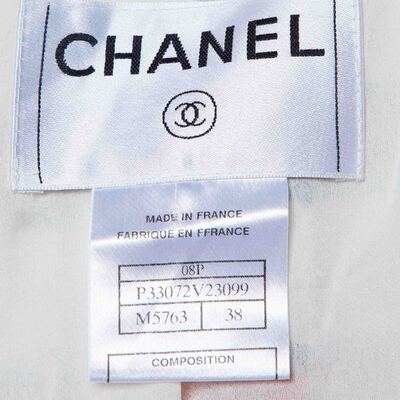 CHANEL
MADE IN FRANCE
FABRIQUE EN FFRANCE
08P
P33072V23099
M5763 38
COMPOSITION